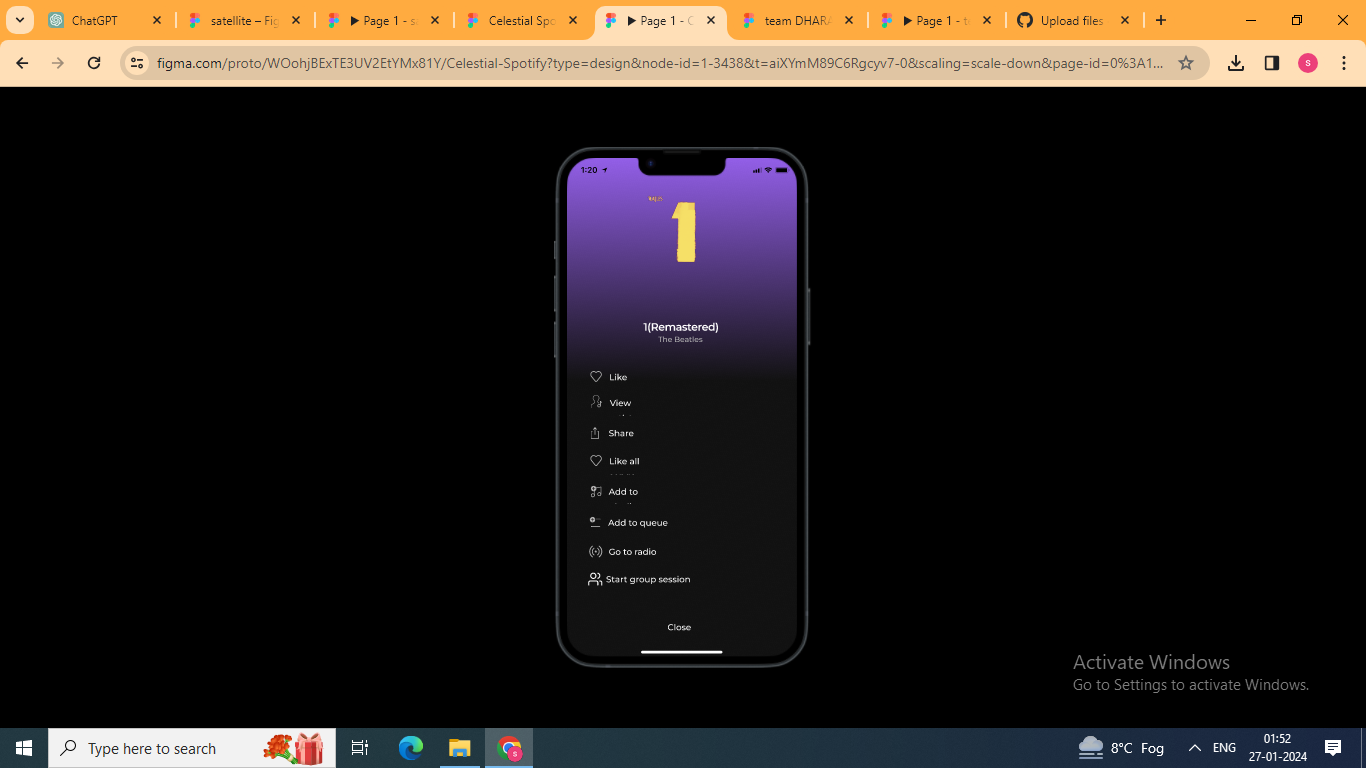 ChatGPT
satellite – Fig
Page 1 - s
Celestial Spo
Page 1 - C
team DHARA
Page 1 - t
Upload files
figma.com/proto/WOohjBExTE3UV2EtYMx81Y/Celestial-Spotify?type=design&node-id=1-3438&t=aiXYmM89C6Rgcyv7-0&scaling=scale-down&page-id=0%3A1...
S
1:20
1
1(Remastered)
The Beatles
Like
View
Share
Like all
Add to
Add to queue
Go to radio
Start group session
Close
Activate Windows
Go to Settings to activate Windows.
Type here to search
S
8°C Fog
ENG
01:52
27-01-2024